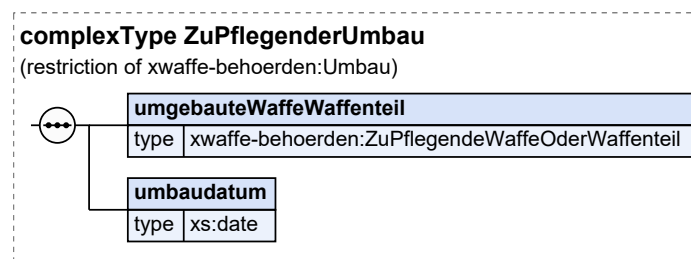 complexType ZuPflegenderUmbau
(restriction of xwaffe-behoerden:Umbau)
umgebauteWaffeWaffenteil
type xwaffe-behoerden:ZuPflegendeWaffeOderWaffenteil
umbaudatum
type xs:date